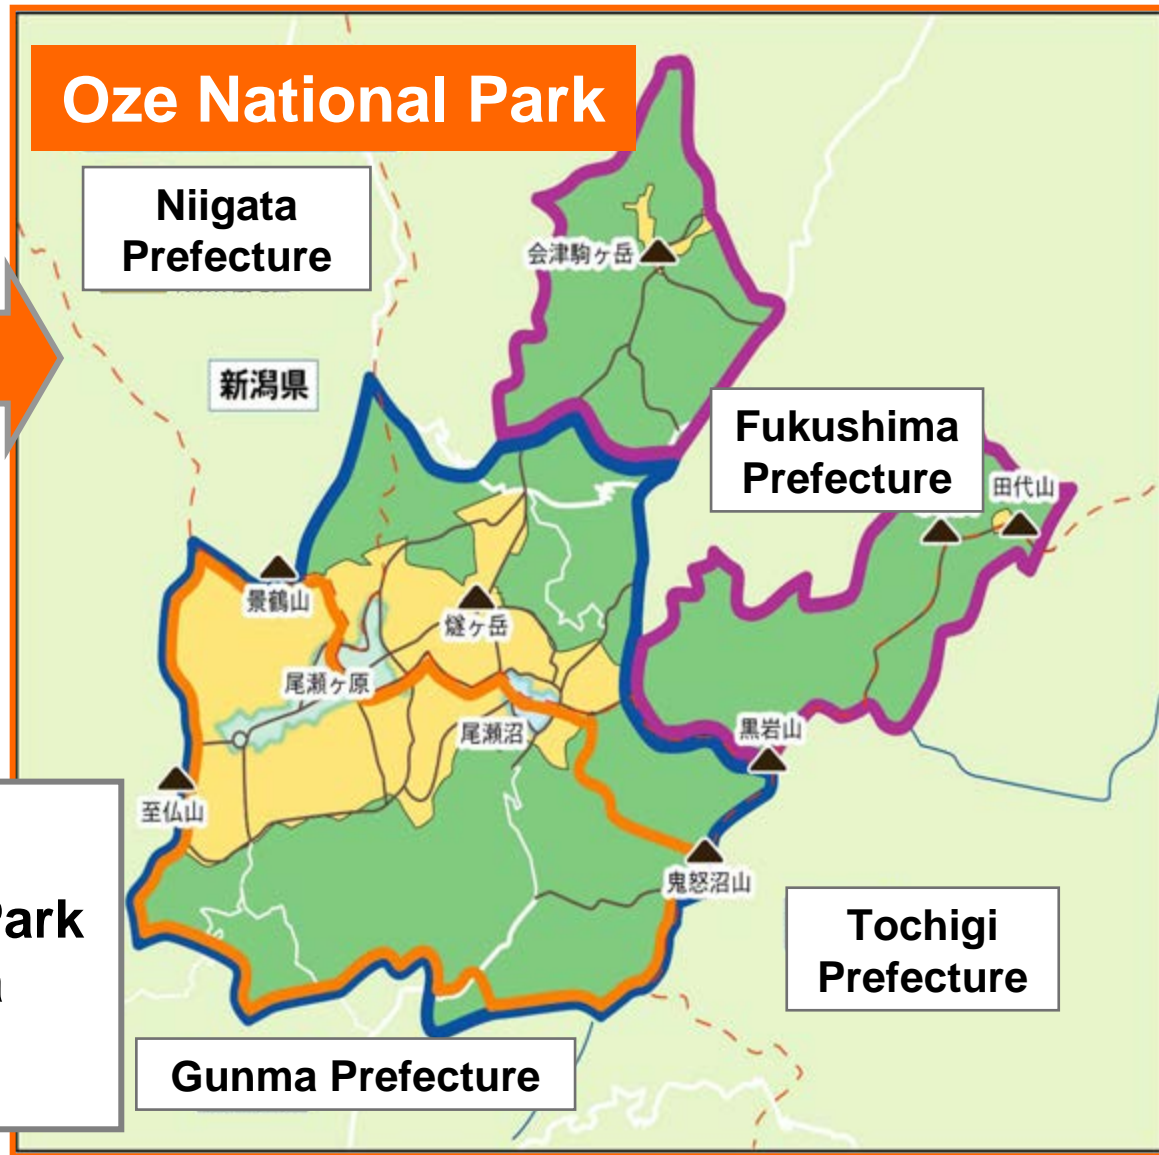 Oze National Park
Niigata
Prefecture
会津駒ヶ岳
新潟県
Fukushima
Prefecture
田代山
景鶴山
燧ヶ岳
尾瀬ヶ原
尾瀬沼
黒岩山
至仏山
鬼怒沼山
Park
Tochigi
Prefecture
Gunma Prefecture